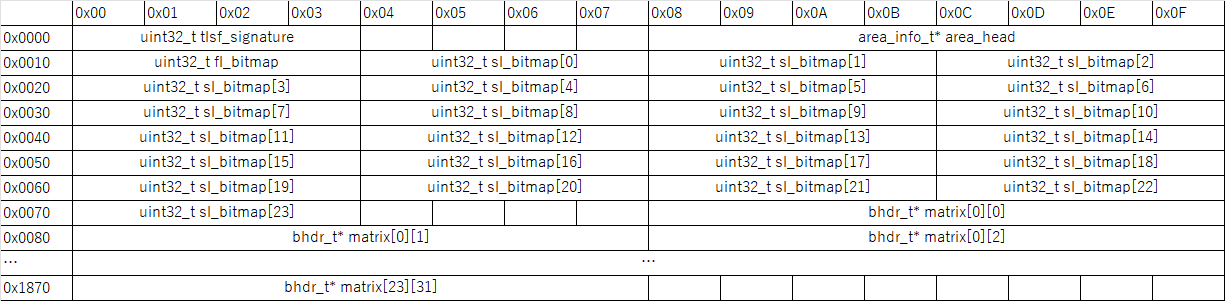 0x00 0x01 0x02 0x03 0x04 0x05 0x06 0x07 0x08 0x09 0x0A 0x0B 0x0C 0x0D 0x0E 0x0F
0x0000 uint32_t tlsf_signature area_info_t* area_head
0x0010 uint32_t fl_bitmap uint32_t sl_bitmap[0] uint32_t sl_bitmap[1] uint32_t sl_bitmap[2]
0x0020 uint32_t sl_bitmap[3] uint32_t sl_bitmap[4] uint32_t sl_bitmap[5] uint32_t sl_bitmap[6]
0x0030 uint32_t sl_bitmap[7] uint32_t sl_bitmap[8] uint32_t sl_bitmap[9] uint32_t sl_bitmap[10]
0x0040 uint32_t sl_bitmap[11] uint32_t sl_bitmap[12] uint32_t sl_bitmap[13] uint32_t sl_bitmap[14]
0x0050 uint32_t sl_bitmap[15] uint32_t sl_bitmap[16] uint32_t sl_bitmap[17] uint32_t sl_bitmap[18]
0x0060 uint32_t sl_bitmap[19] uint32_t sl_bitmap[20] uint32_t sl_bitmap[21] uint32_t sl_bitmap[22]
0x0070 uint32_t sl_bitmap[23] bhdr_t* matrix[0][0]
0x0080 bhdr_t* matrix[0][1] bhdr_t* matrix[0][2]
… …
0x1870 bhdr_t* matrix[23][31]